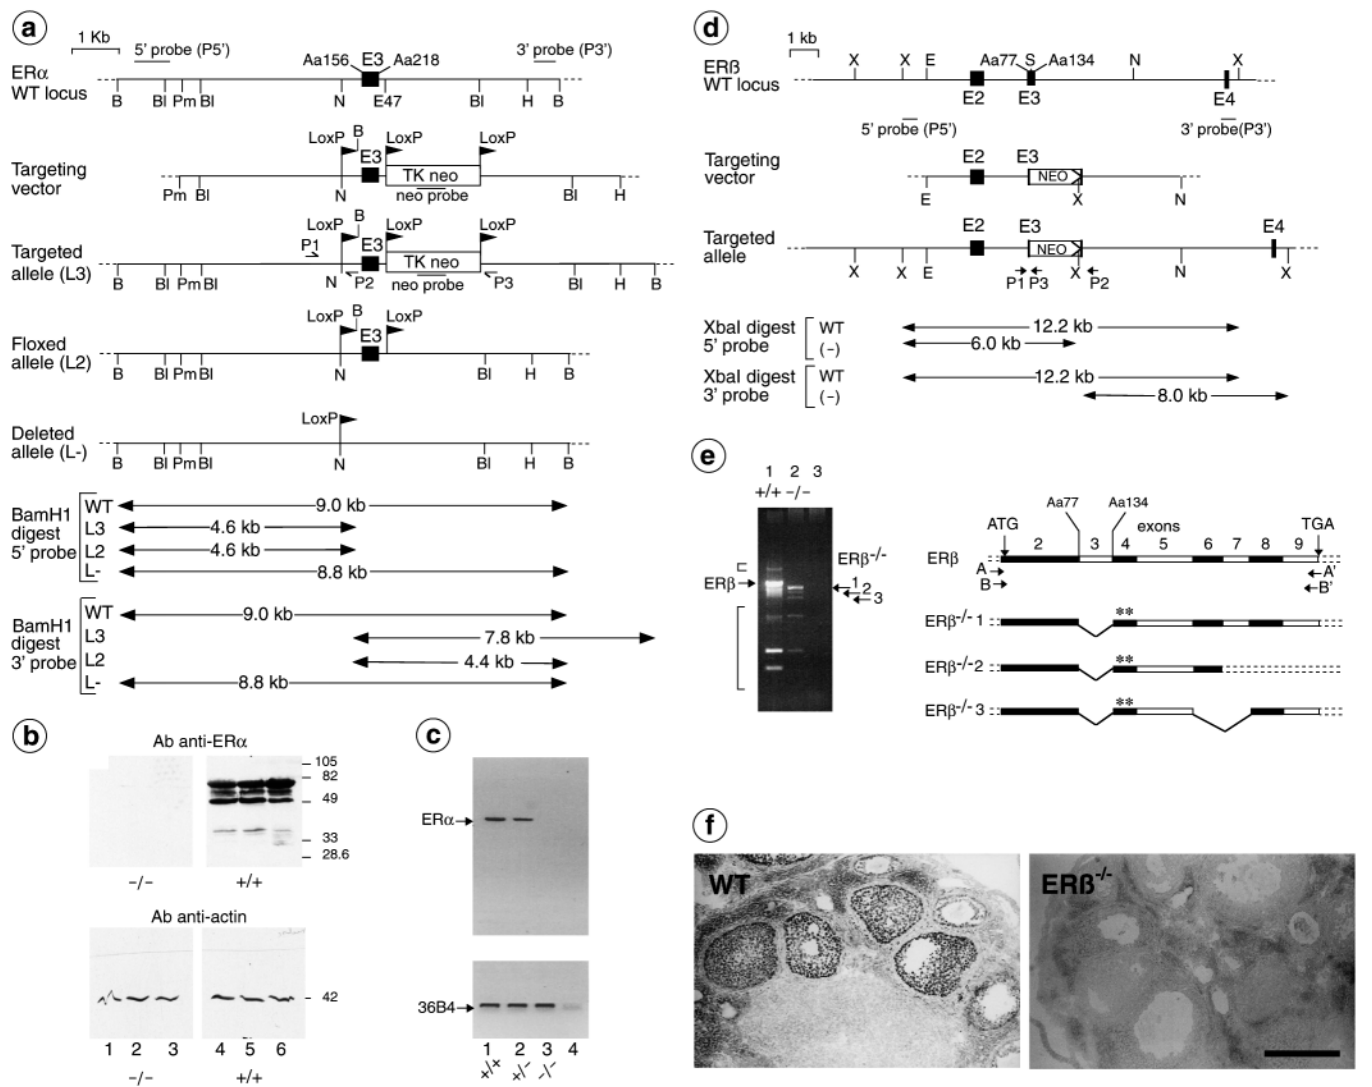 a
1 Kb
5' probe (P5')
Aa156
E3
Aa218
3' probe (P3')
ERα
WT locus
B Bl Pm Bl N E47 Bl H B
LoxP B LoxP LoxP
E3
Targeting
vector
TK neo
Pm Bl N neo probe Bl H
LoxP B LoxP LoxP
P1
E3
Targeted
allele (L3)
TK neo
B Bl Pm Bl N P2 neo probe P3 Bl H B
LoxP B LoxP
E3
Floxed
allele (L2)
B Bl Pm Bl N Bl H B
LoxP
Deleted
allele (L-)
B Bl Pm Bl N Bl H B
BamH1
digest
5' probe
WT 9.0 kb
L3 4.6 kb
L2 4.6 kb
L- 8.8 kb
BamH1
digest
3' probe
WT 9.0 kb
L3 7.8 kb
L2 4.4 kb
L- 8.8 kb
b
Ab anti-ERα
105
82
49
33
28.6
-/- +/+
Ab anti-actin
42
1 2 3 4 5 6
-/- +/+
c
ERα
36B4
1 2 3 4
+/+ +/- -/-
d
1 kb
X X E Aa77 S Aa134 N X
ERß
WT locus
E2 E3 E4
5' probe (P5')
3' probe(P3')
Targeting
vector
E2 E3
NEO
E X N
Targeted
allele
E2 E3 E4
NEO
X X E X N X
P1 P3 P2
XbaI digest
5' probe
WT 12.2 kb
(-) 6.0 kb
XbaI digest
3' probe
WT 12.2 kb
(-) 8.0 kb
e
1 2 3
+/+ -/-
ERβ
ERβ-/-
1
2
3
Aa77 Aa134
ATG exons TGA
2 3 4 5 6 7 8 9
ERβ
A A'
B B'
**
ERβ-/- 1
**
ERβ-/- 2
**
ERβ-/- 3
f
WT
ERß-/-